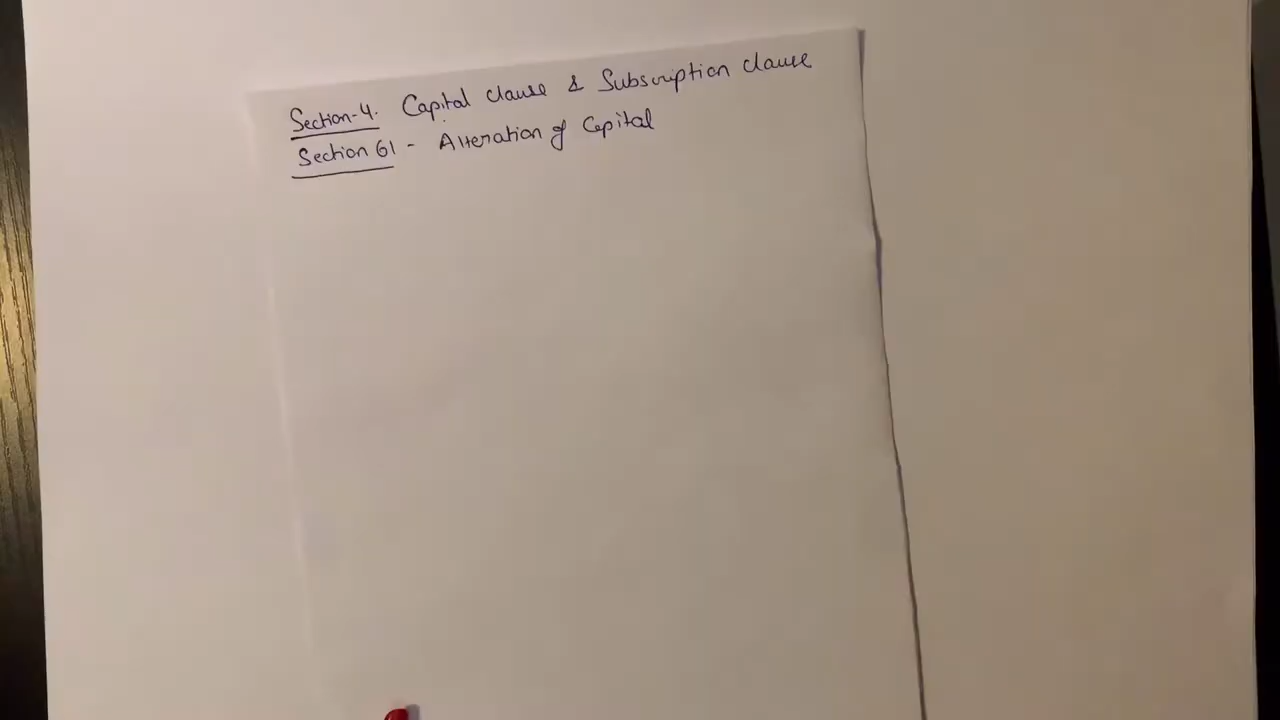 Section-4. Capital clause & Subscription clause
Section 61 - Alteration of Capital